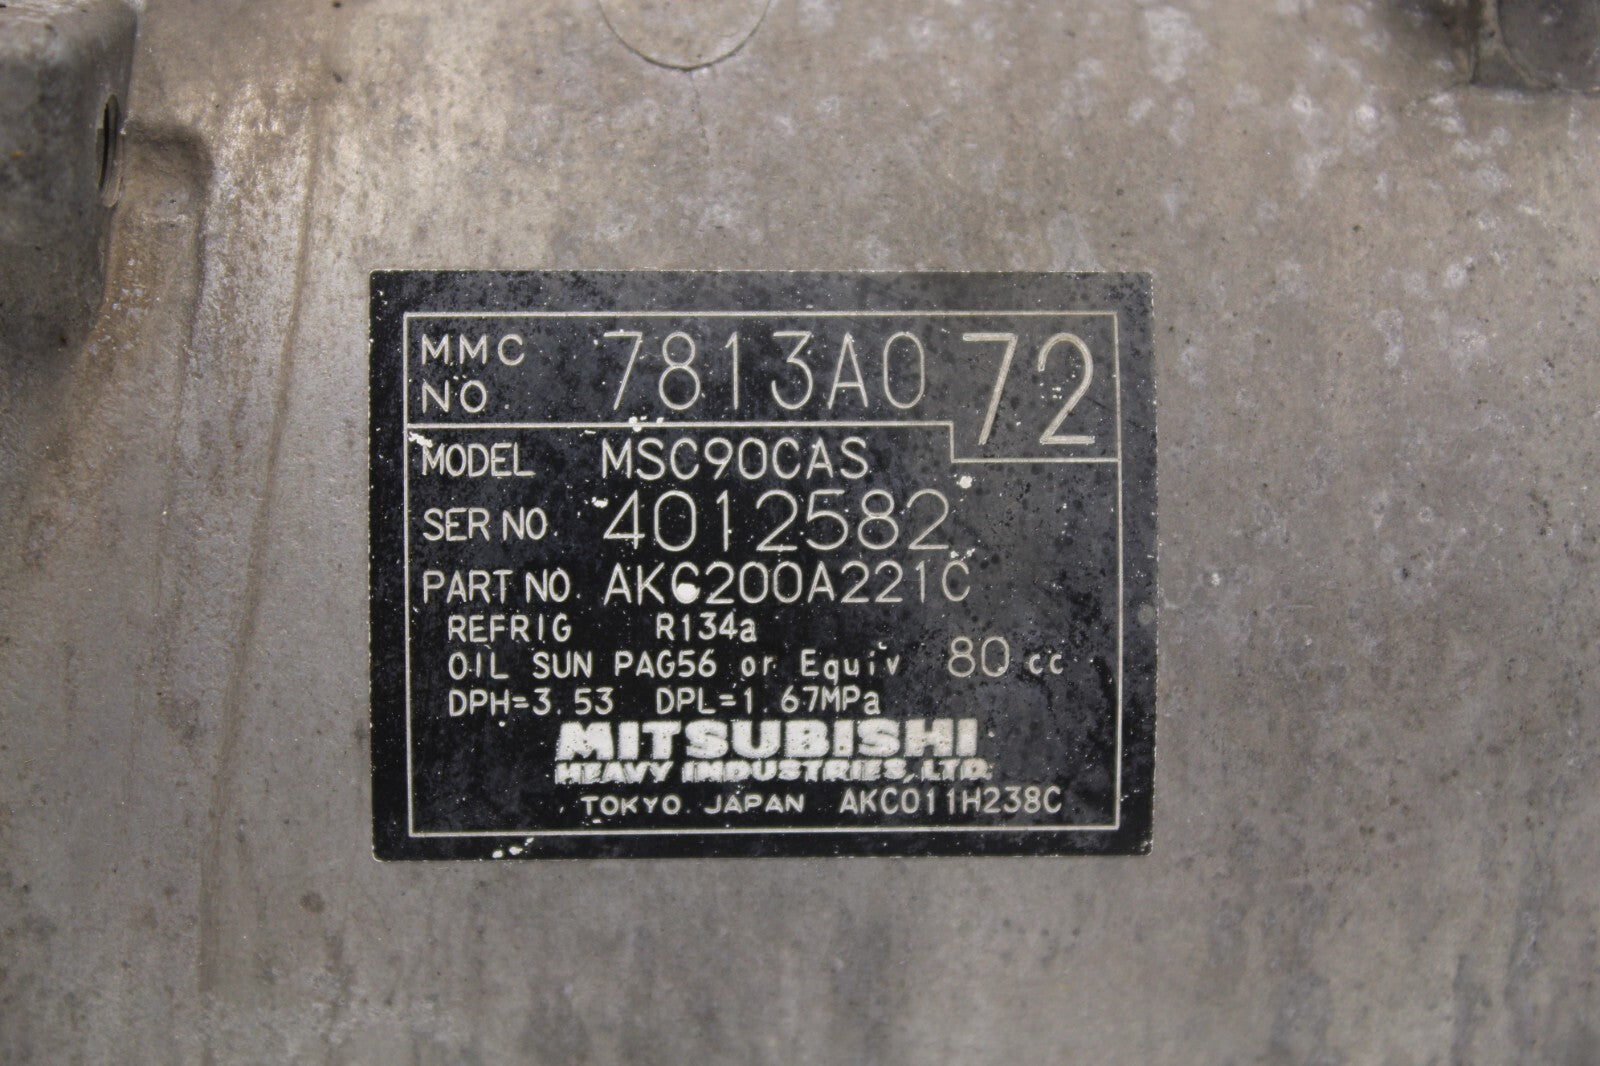 MMC NO. 7813A072
MODEL MSC90CAS
SER NO. 4012582
PART NO. AKC200A221C
REFRIG R134a
OIL SUN PAG56 or Equiv 80 cc
DPH=3.53 DPL=1.67MPa
MITSUBISHI
HEAVY INDUSTRIES, LTD.
TOKYO. JAPAN AKC011H238C